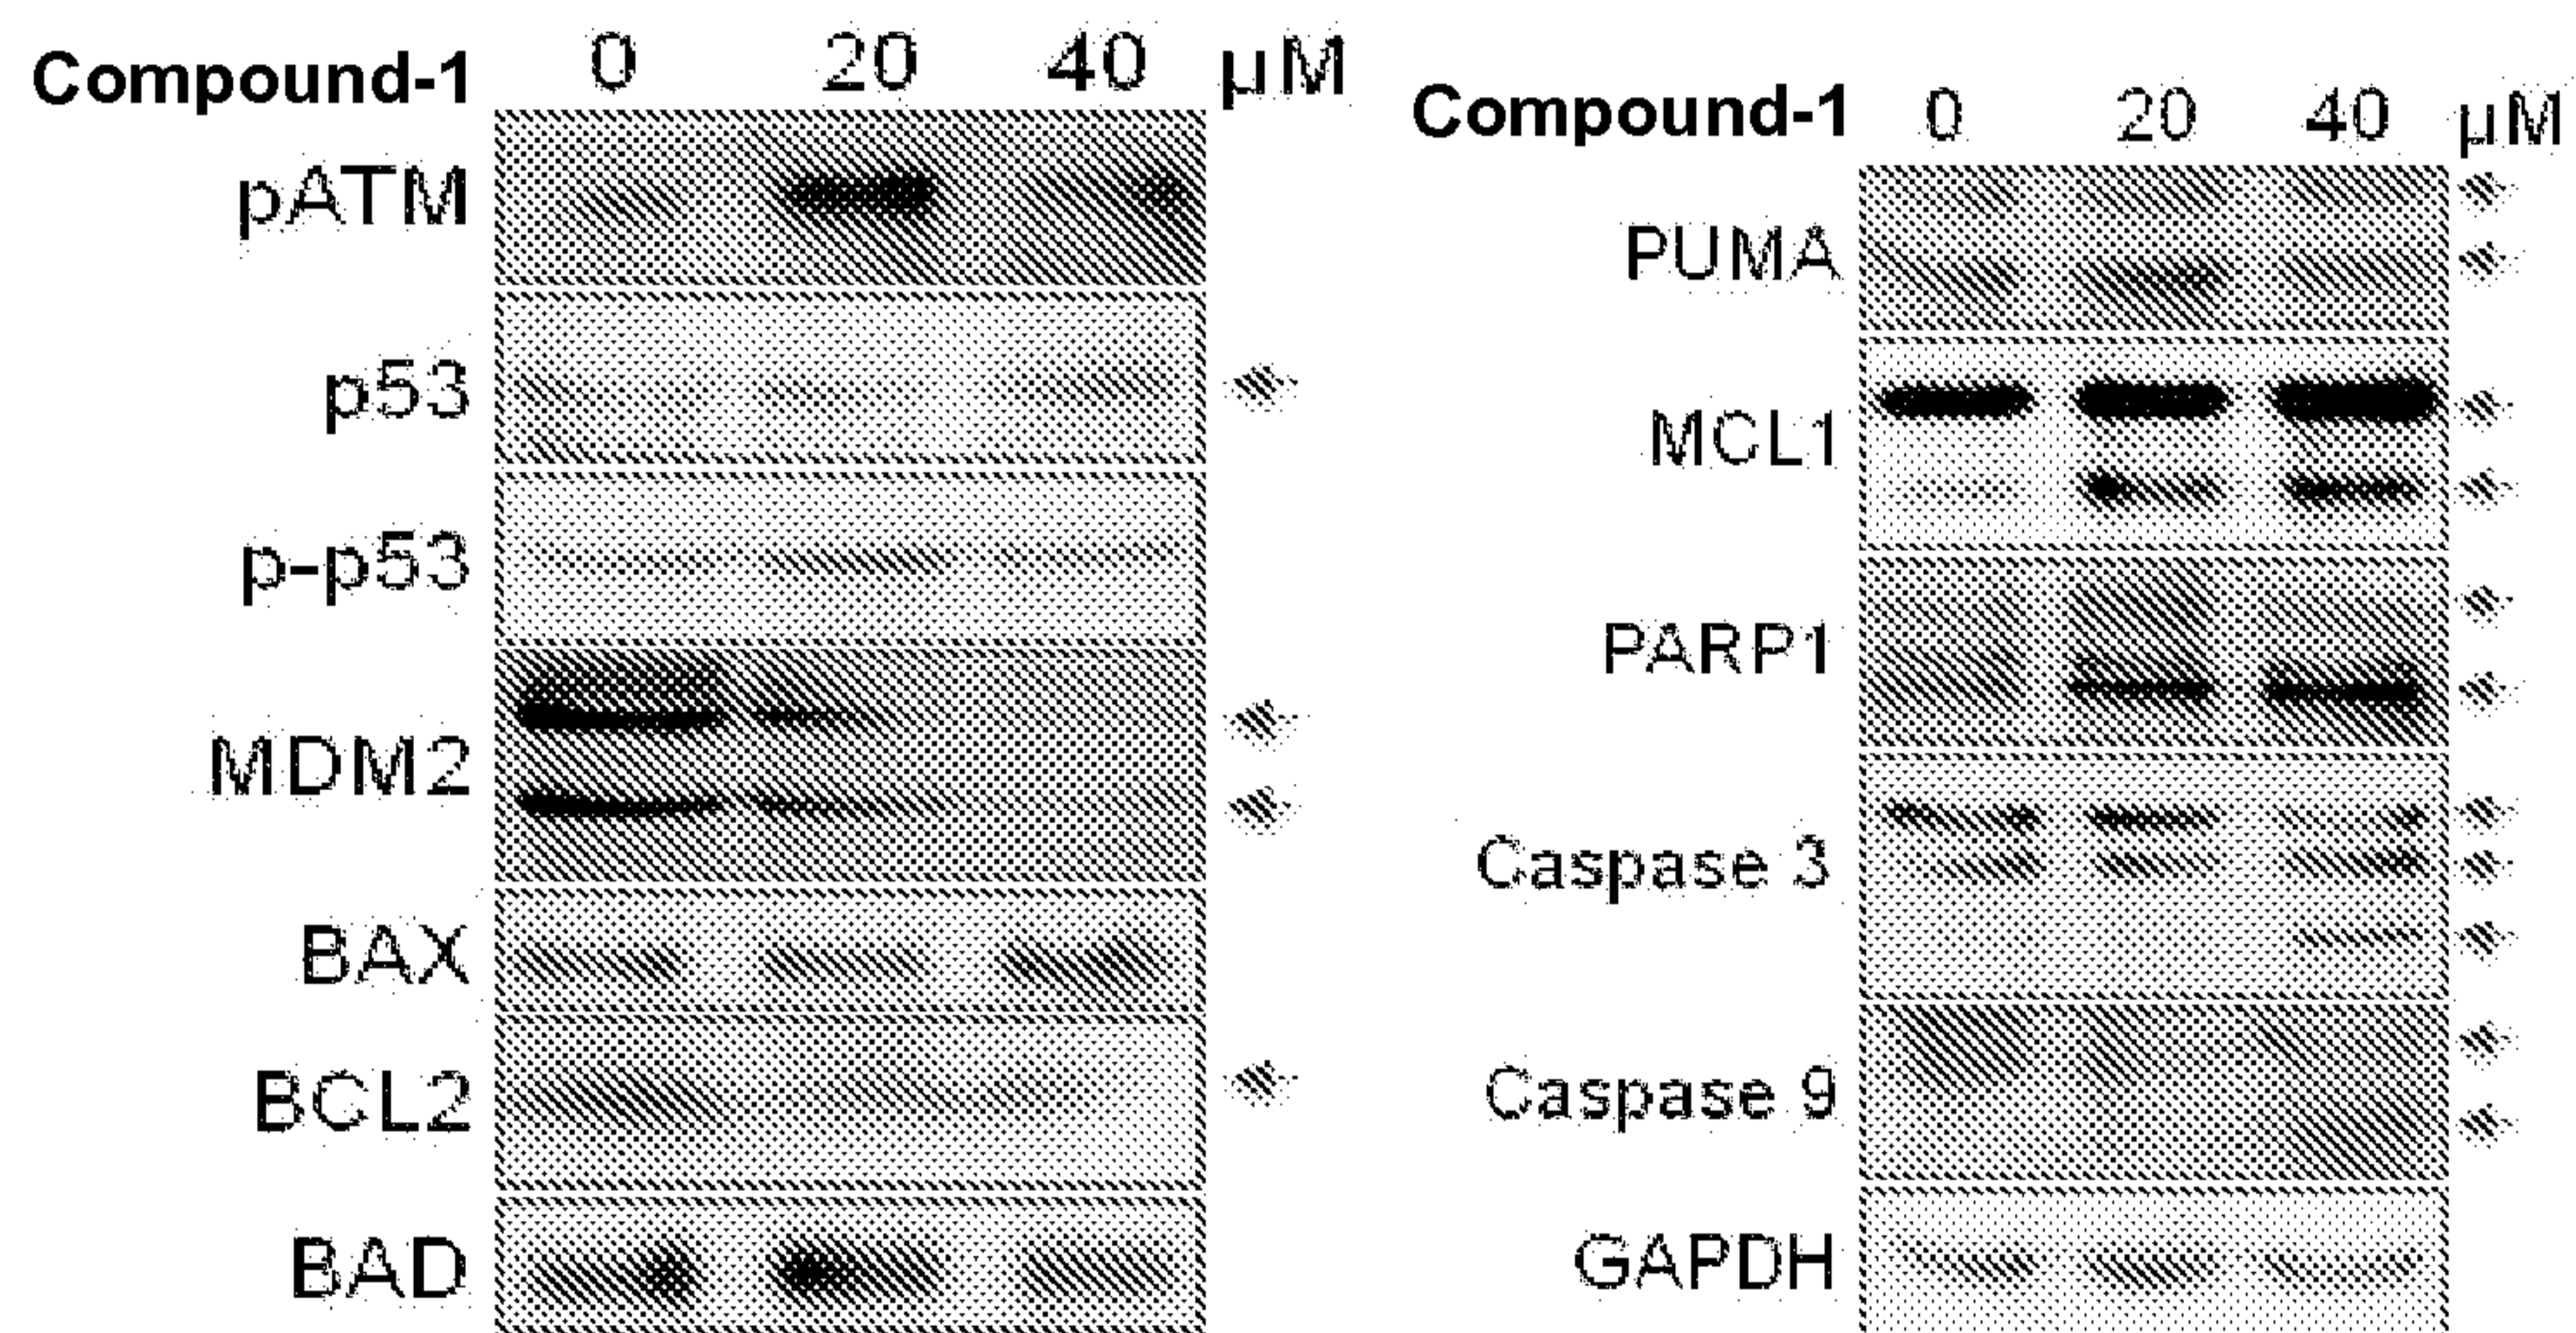 Compound-1 0 20 40 µM
pATM
p53
p-p53
MDM2
BAX
BCL2
BAD
Compound-1 0 20 40 µM
PUMA
MCL1
PARP1
Caspase 3
Caspase 9
GAPDH